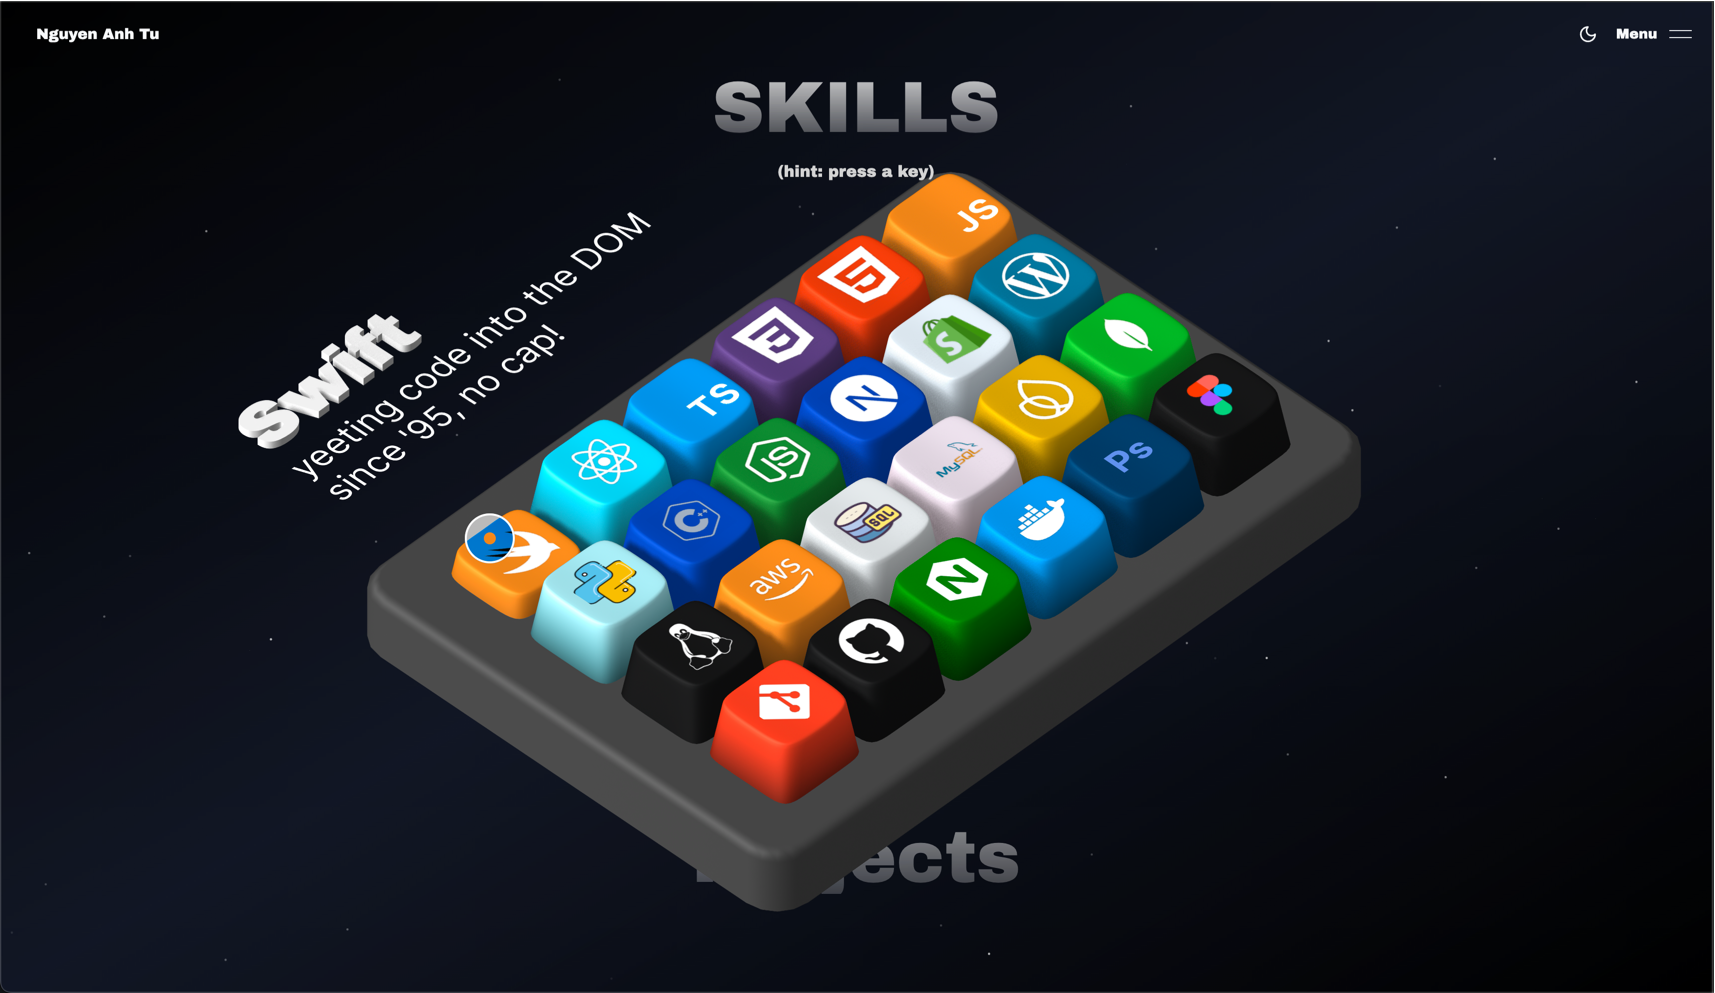 Nguyen Anh Tu
Menu
SKILLS
(hint: press a key)
Swift
yeeting code into the DOM
since '95, no cap!
JS
TS
JS
C++
MySQL
SQL
aws
Ps